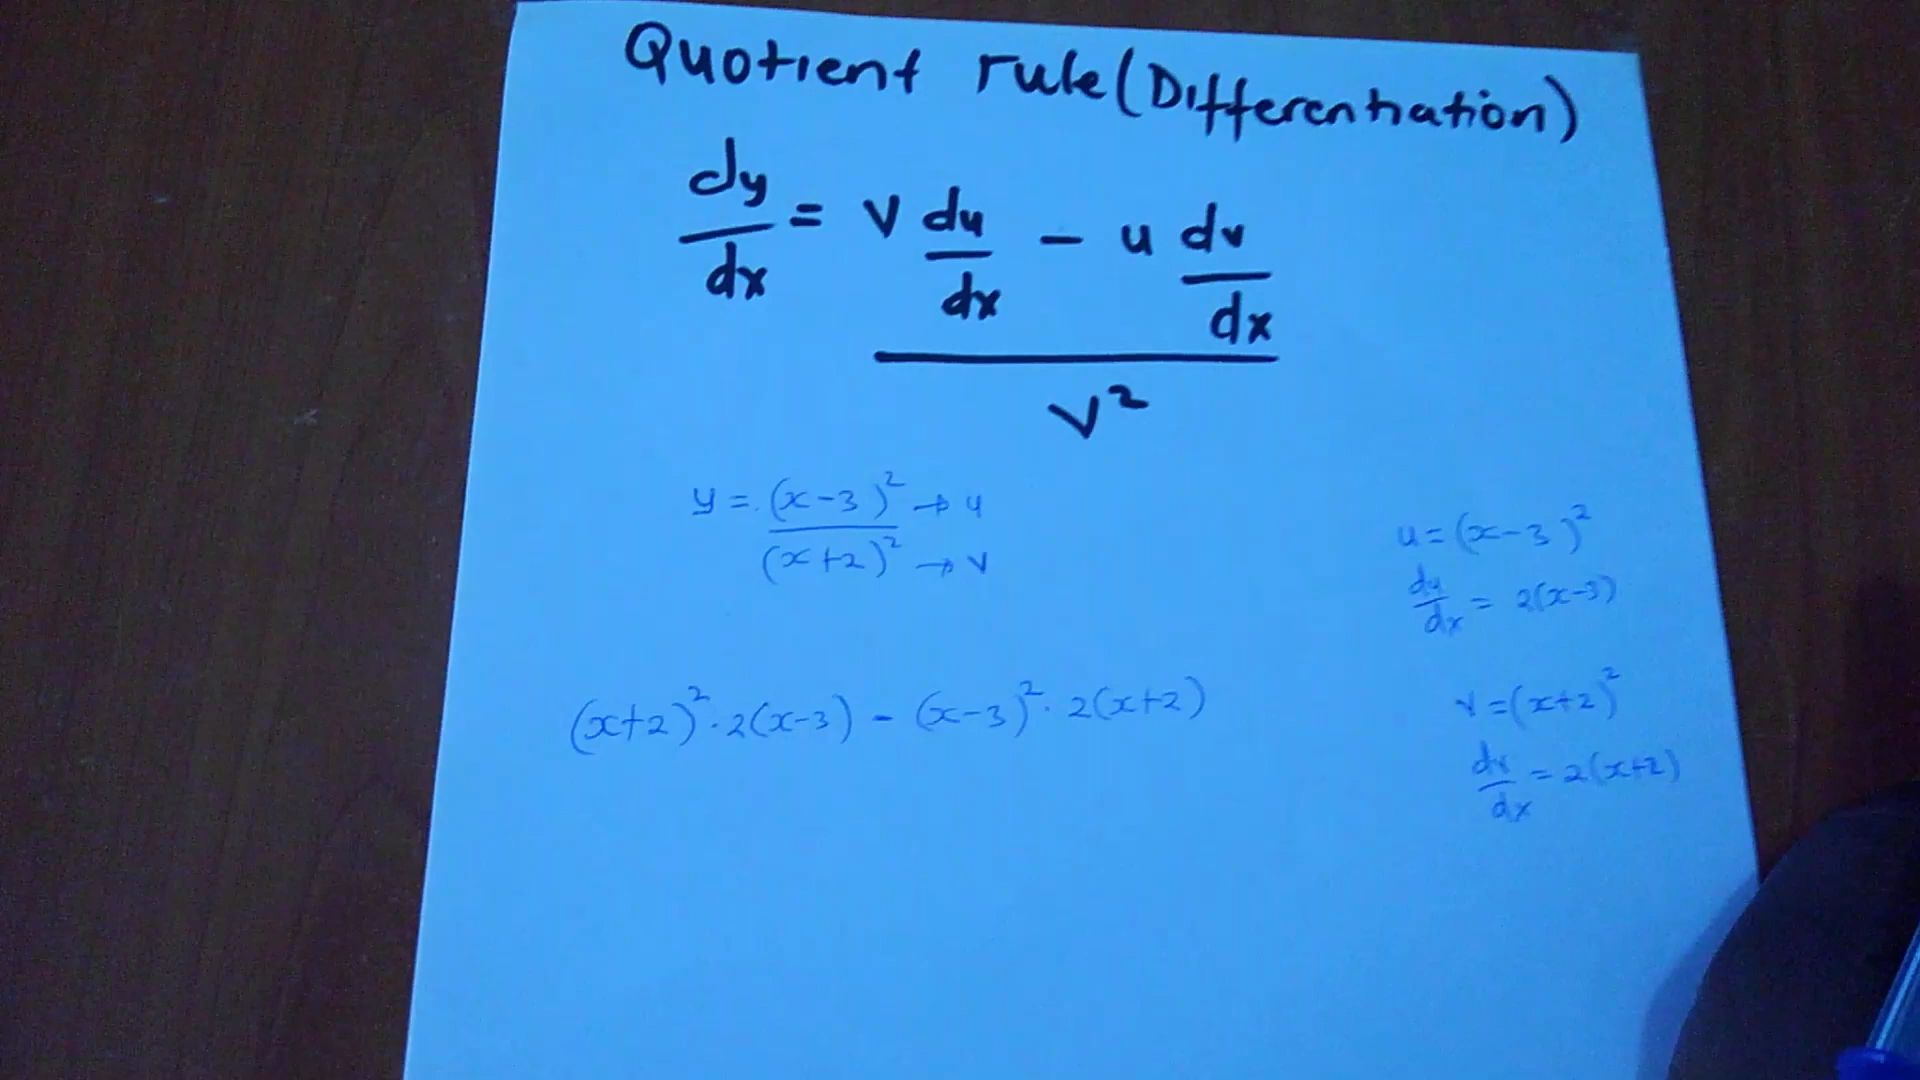 Quotient rule (Differentiation)
dy/dx = v du/dx - u dv/dx
v²
y = (x-3)² → u
(x+2)² → v
u = (x-3)²
du/dx = 2(x-3)
(x+2)² · 2(x-3) - (x-3)² · 2(x+2)
v = (x+2)²
dv/dx = 2(x+2)